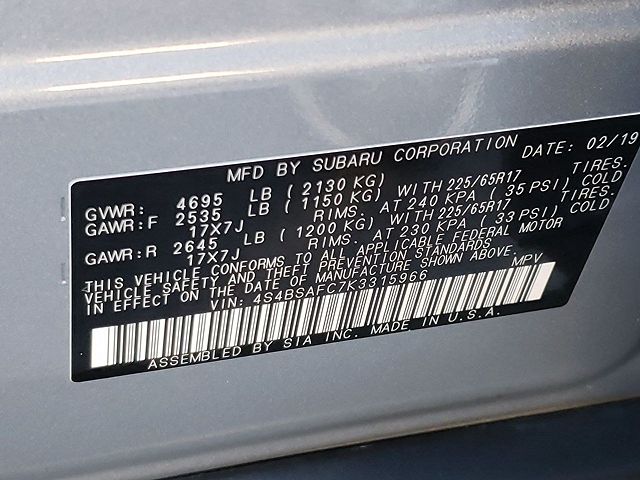 MFD BY SUBARU CORPORATION DATE: 02/19
GVWR: 4695 LB (2130 KG)
GAWR:F 2535 LB (1150 KG) WITH 225/65R17 TIRES.
17X7J RIMS. AT 240 KPA (35 PSI) COLD
GAWR:R 2645 LB (1200 KG) WITH 225/65R17 TIRES.
17X7J RIMS. AT 230 KPA (33 PSI) COLD
THIS VEHICLE CONFORMS TO ALL APPLICABLE FEDERAL MOTOR
VEHICLE SAFETY AND THEFT PREVENTION STANDARDS
IN EFFECT ON THE DATE OF MANUFACTURE SHOWN ABOVE.
VIN: 4S4BSAFC7K3315966 MPV
ASSEMBLED BY SIA INC. MADE IN U.S.A.